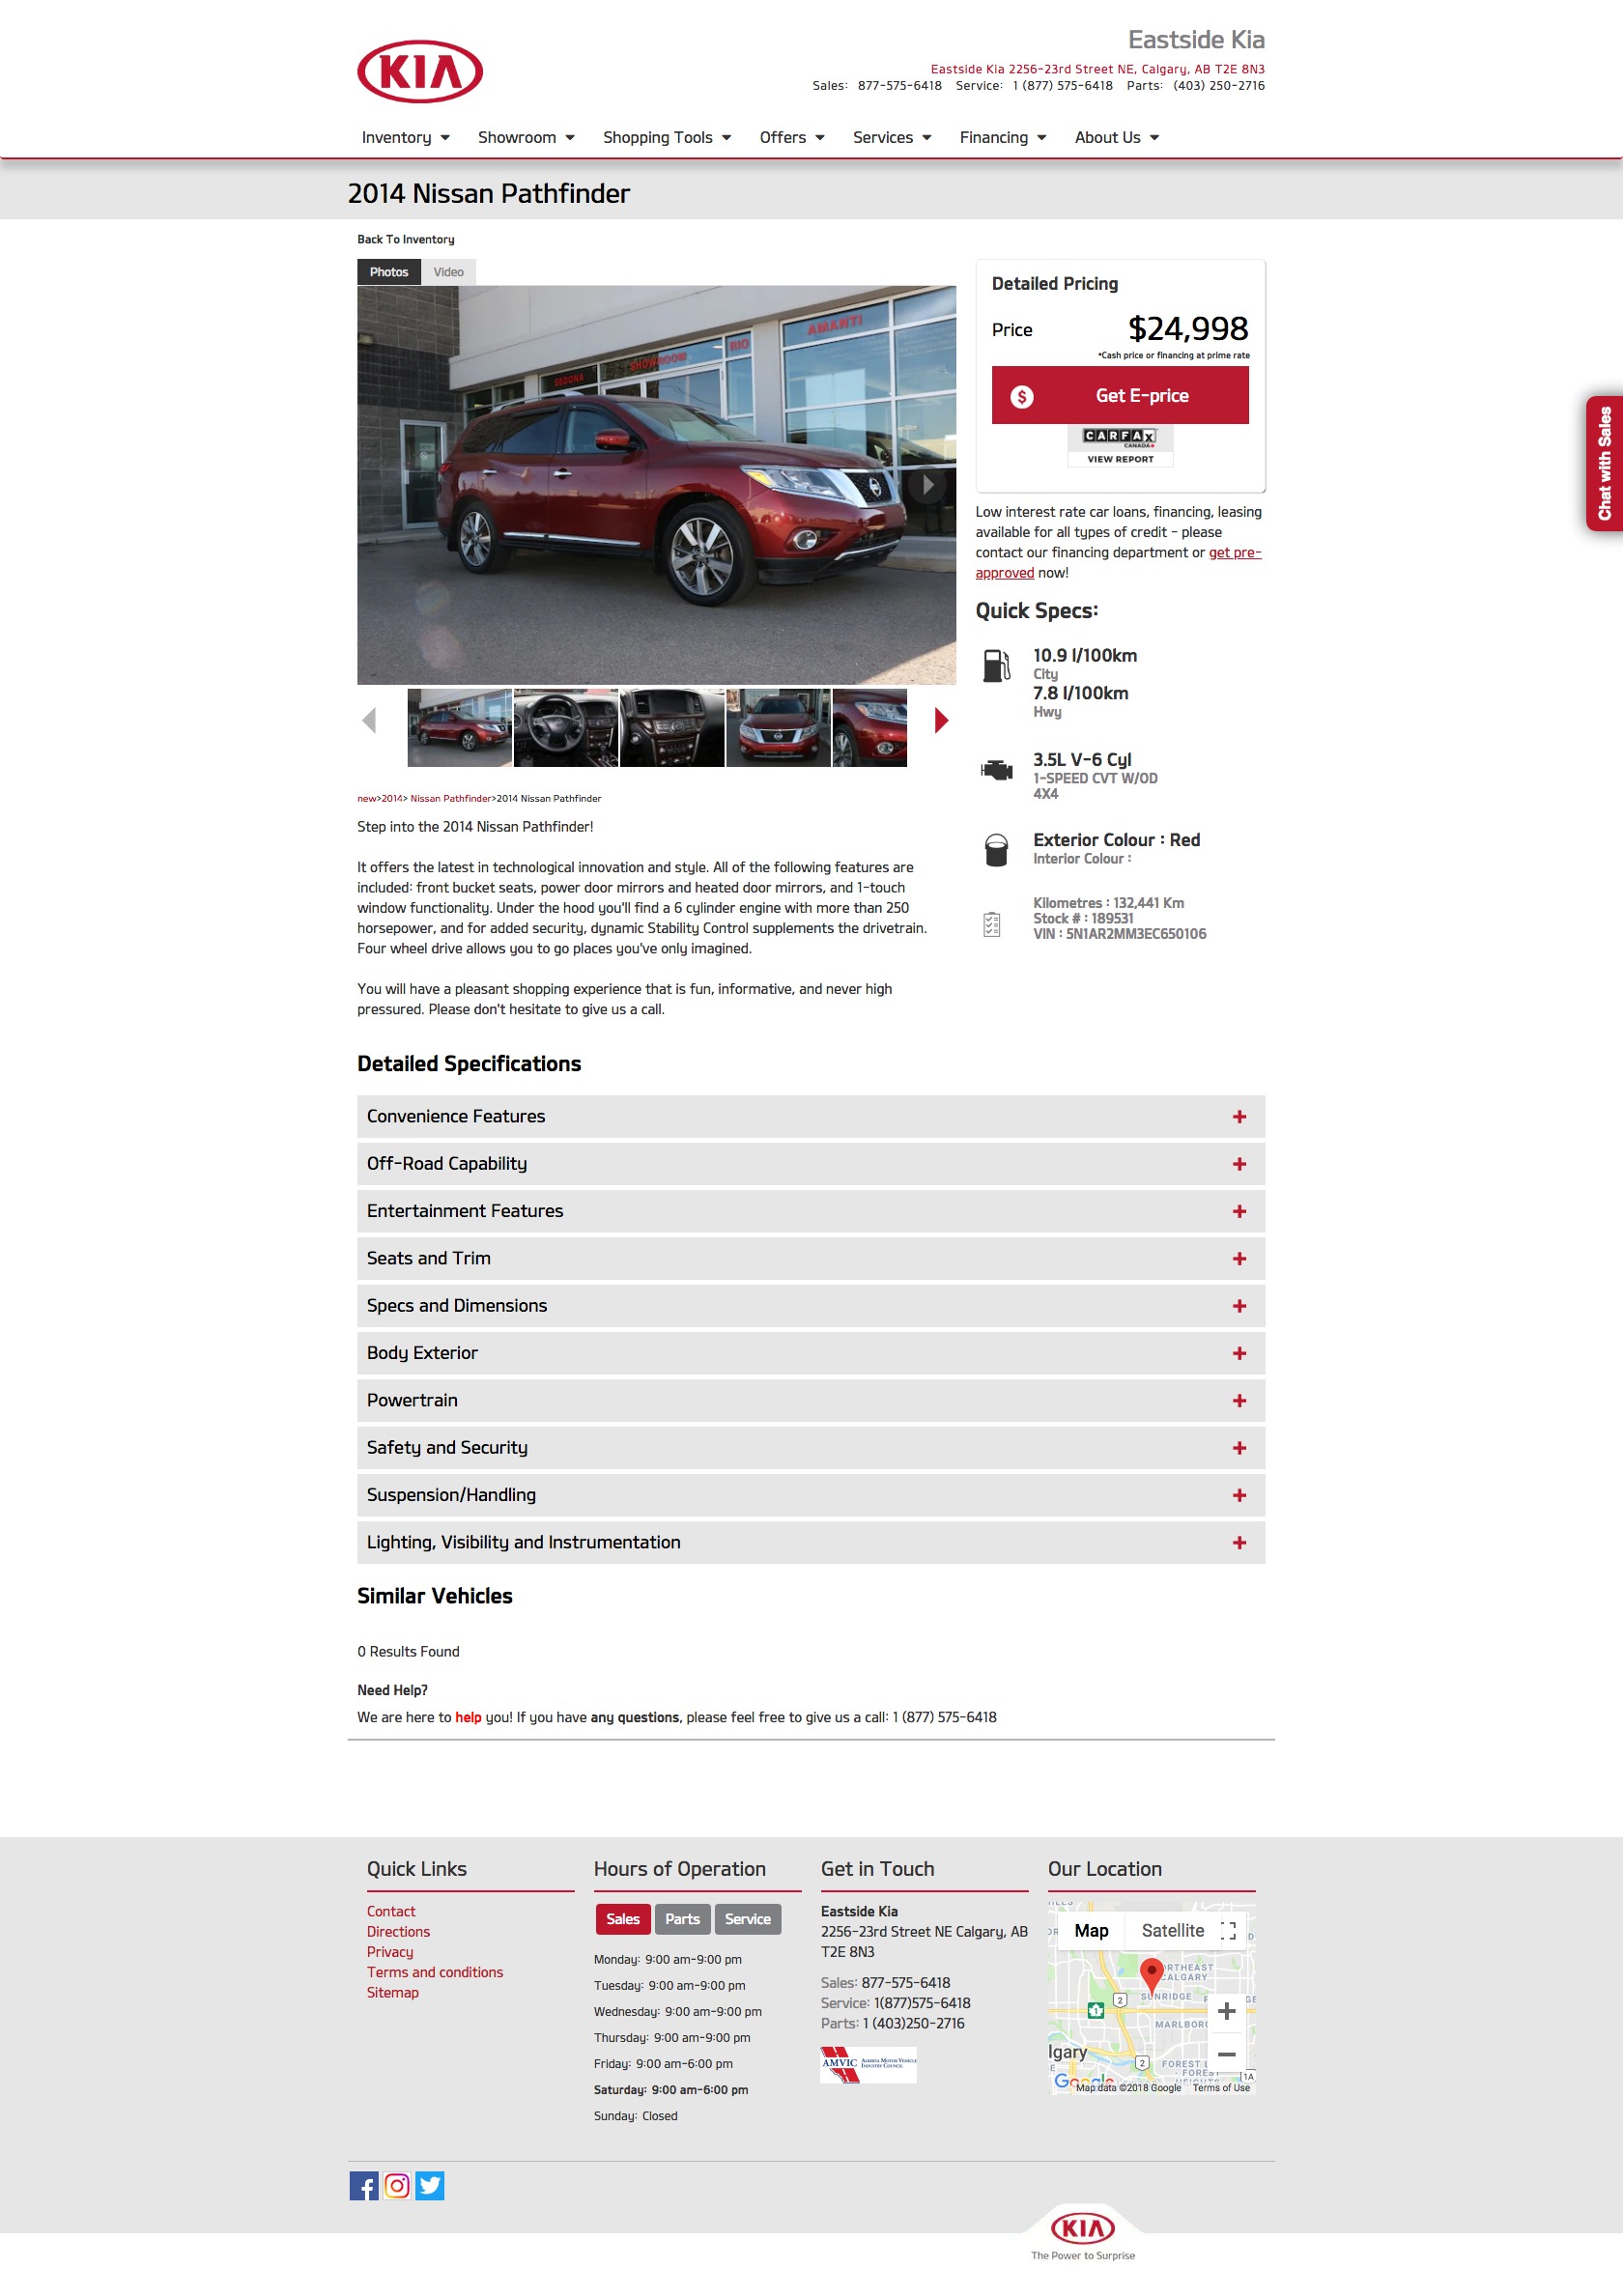 KIA
Eastside Kia
Eastside Kia 2256-23rd Street NE, Calgary, AB T2E 8N3
Sales: 877-575-6418 Service: 1 (877) 575-6418 Parts: (403) 250-2716
Inventory Showroom Shopping Tools Offers Services Financing About Us
2014 Nissan Pathfinder
Back To Inventory
Photos Video
SEDONA SHOWROOM RIO AMANTI
Detailed Pricing
Price $24,998
*Cash price or financing at prime rate
$ Get E-price
CARFAX
CANADA
VIEW REPORT
Chat with Sales
Low interest rate car loans, financing, leasing
available for all types of credit - please
contact our financing department or get pre-
approved now!
Quick Specs:
10.9 l/100km
City
7.8 l/100km
Hwy
3.5L V-6 Cyl
1-SPEED CVT W/OD
4X4
Exterior Colour : Red
Interior Colour :
Kilometres : 132,441 Km
Stock # : 189531
VIN : 5N1AR2MM3EC650106
new>2014> Nissan Pathfinder>2014 Nissan Pathfinder
Step into the 2014 Nissan Pathfinder!
It offers the latest in technological innovation and style. All of the following features are
included: front bucket seats, power door mirrors and heated door mirrors, and 1-touch
window functionality. Under the hood you'll find a 6 cylinder engine with more than 250
horsepower, and for added security, dynamic Stability Control supplements the drivetrain.
Four wheel drive allows you to go places you've only imagined.
You will have a pleasant shopping experience that is fun, informative, and never high
pressured. Please don't hesitate to give us a call.
Detailed Specifications
Convenience Features +
Off-Road Capability +
Entertainment Features +
Seats and Trim +
Specs and Dimensions +
Body Exterior +
Powertrain +
Safety and Security +
Suspension/Handling +
Lighting, Visibility and Instrumentation +
Similar Vehicles
0 Results Found
Need Help?
We are here to help you! If you have any questions, please feel free to give us a call: 1 (877) 575-6418
Quick Links
Contact
Directions
Privacy
Terms and conditions
Sitemap
Hours of Operation
Sales Parts Service
Monday: 9:00 am-9:00 pm
Tuesday: 9:00 am-9:00 pm
Wednesday: 9:00 am-9:00 pm
Thursday: 9:00 am-9:00 pm
Friday: 9:00 am-6:00 pm
Saturday: 9:00 am-6:00 pm
Sunday: Closed
Get in Touch
Eastside Kia
2256-23rd Street NE Calgary, AB
T2E 8N3
Sales: 877-575-6418
Service: 1(877)575-6418
Parts: 1 (403)250-2716
AMVIC ALBERTA MOTOR VEHICLE
INDUSTRY COUNCIL
Our Location
Map Satellite
CALGARY
SUNRIDGE
2
1
+
−
lgary
2
1A
Google
Map data ©2018 Google Terms of Use
KIA
The Power to Surprise